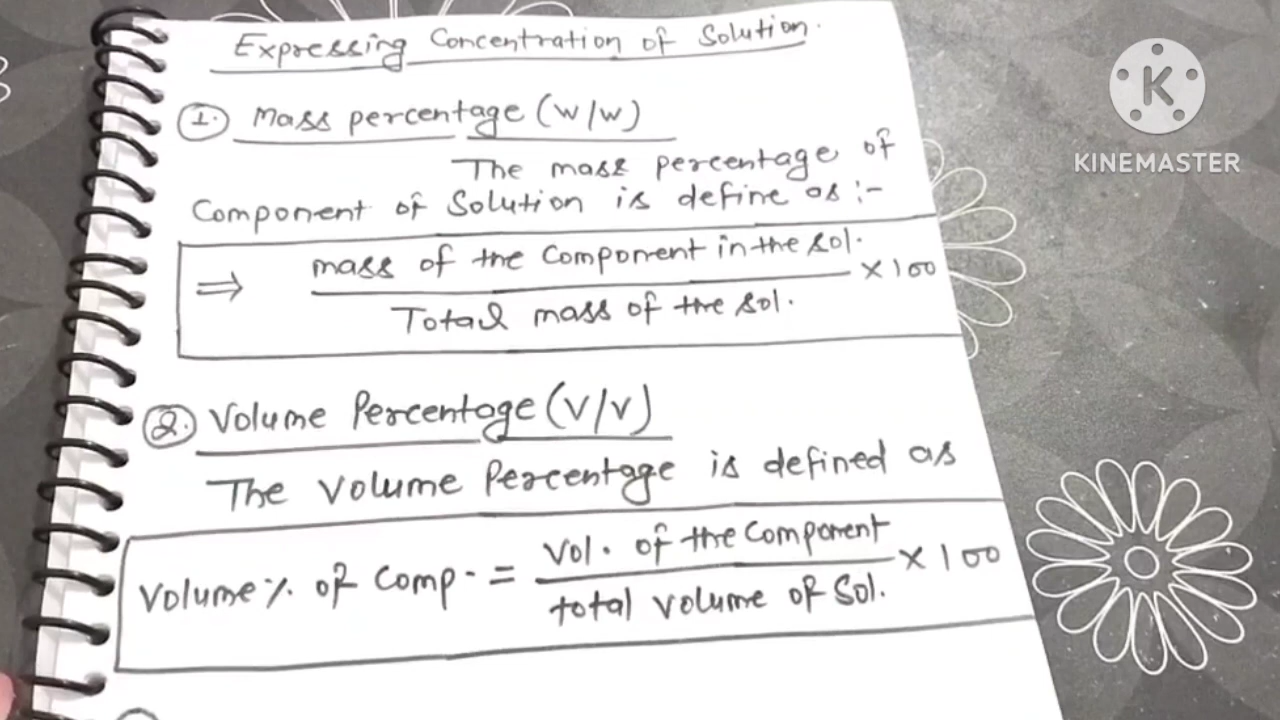 Expressing Concentration of Solution.
1. Mass percentage (w/w)
The mass percentage of
Component of Solution is define as :-
⇒ mass of the Component in the sol.
× 100
Total mass of the sol.
2. Volume Percentage (V/V)
The Volume Percentage is defined as
Volume % of Comp. = Vol. of the Component
× 100
total volume of Sol.
K
KINEMASTER